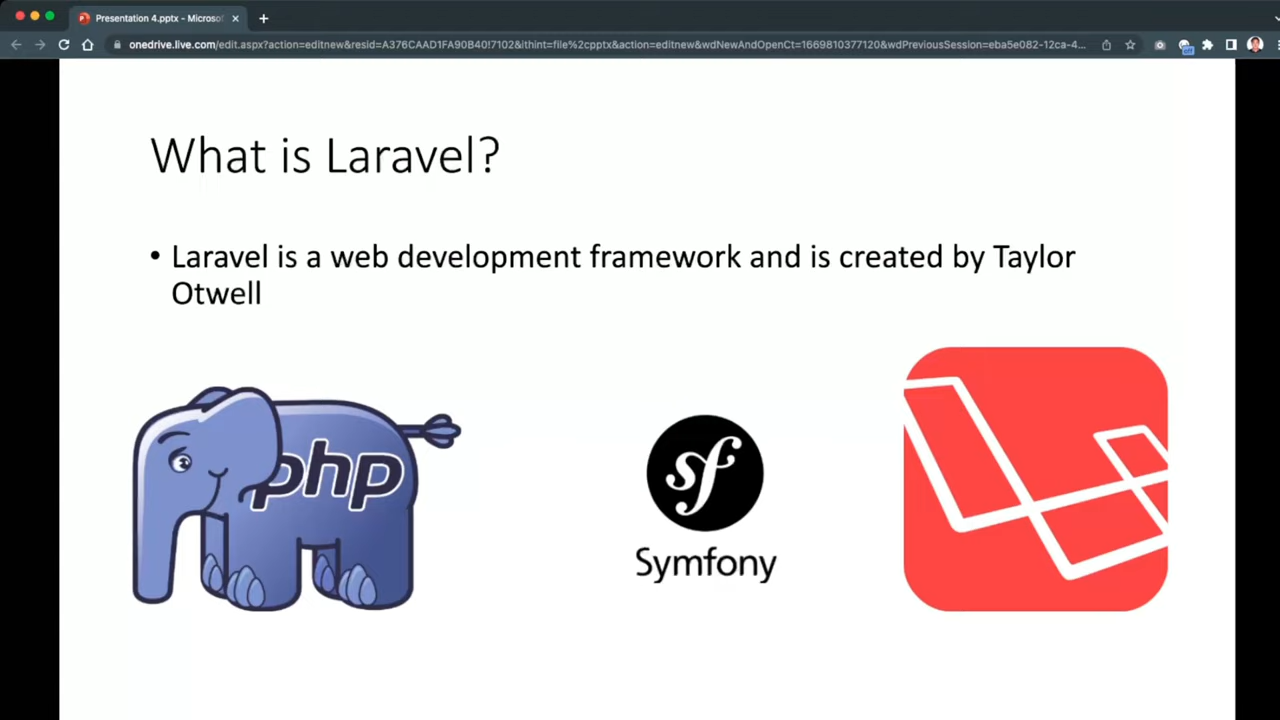 Presentation 4.pptx - Microso
onedrive.live.com/edit.aspx?action=editnew&resid=A376CAAD1FA90B40!7102&ithint=file%2cpptx&action=editnew&wdNewAndOpenCt=1669810377120&wdPreviousSession=eba5e082-12ca-4...
What is Laravel?
• Laravel is a web development framework and is created by Taylor
Otwell
php
sf
Symfony